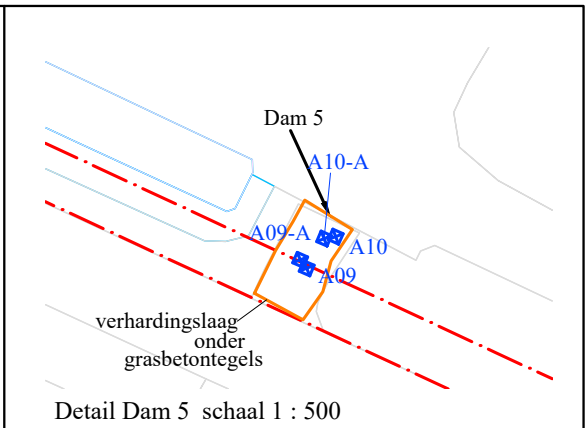 Dam 5
A10-A
A09-A
A10
A09
verhardingslaag
onder
grasbetontegels
Detail Dam 5 schaal 1 : 500